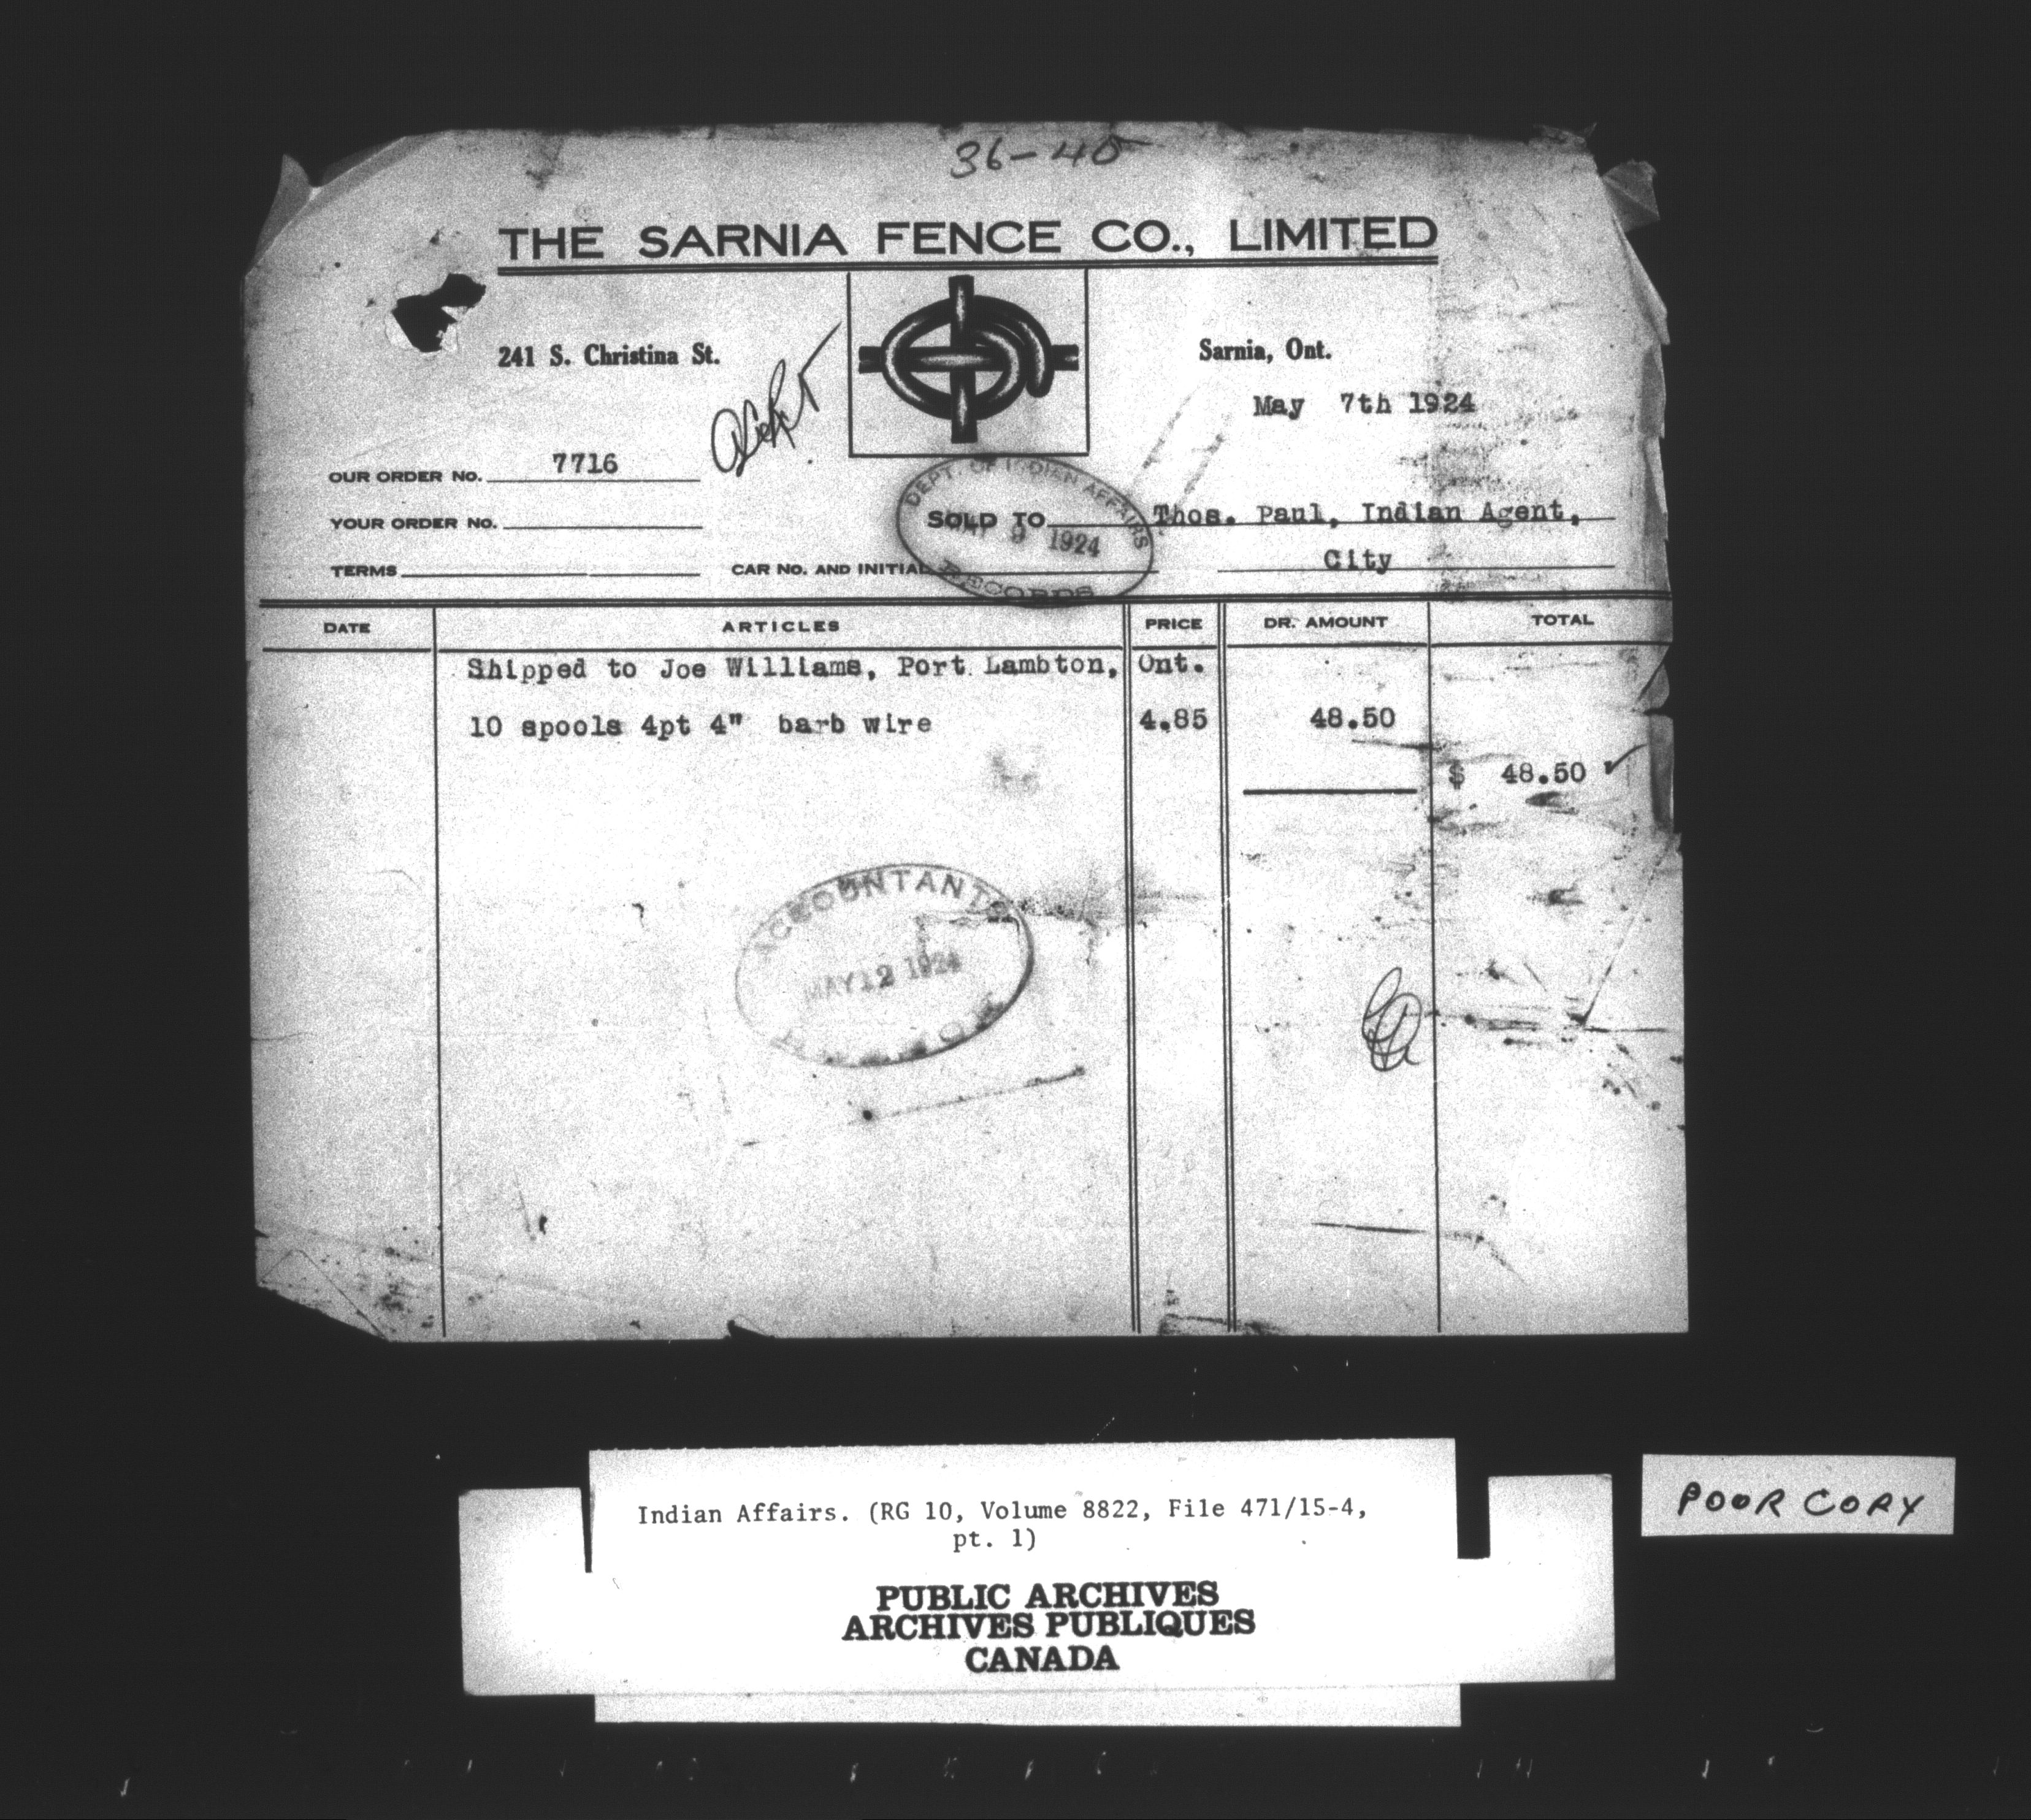 36-40
THE SARNIA FENCE CO., LIMITED
241 S. Christina St.
Sarnia, Ont.
May 7th 1924
OUR ORDER No. 7716
YOUR ORDER No.
DEPT. OF INDIAN AFFAIRS
MAY 9 1924
RECORDS
SOLD TO Thos. Paul, Indian Agent,
City
TERMS
CAR NO. AND INITIAL
DATE ARTICLES PRICE DR. AMOUNT TOTAL
Shipped to Joe Williams, Port Lambton, Ont.
10 spools 4pt 4" barb wire 4.85 48.50
$ 48.50 ✓
ACCOUNTANTS
MAY 12 1924
Indian Affairs. (RG 10, Volume 8822, File 471/15-4,
pt. 1)
PUBLIC ARCHIVES
ARCHIVES PUBLIQUES
CANADA
POOR COPY